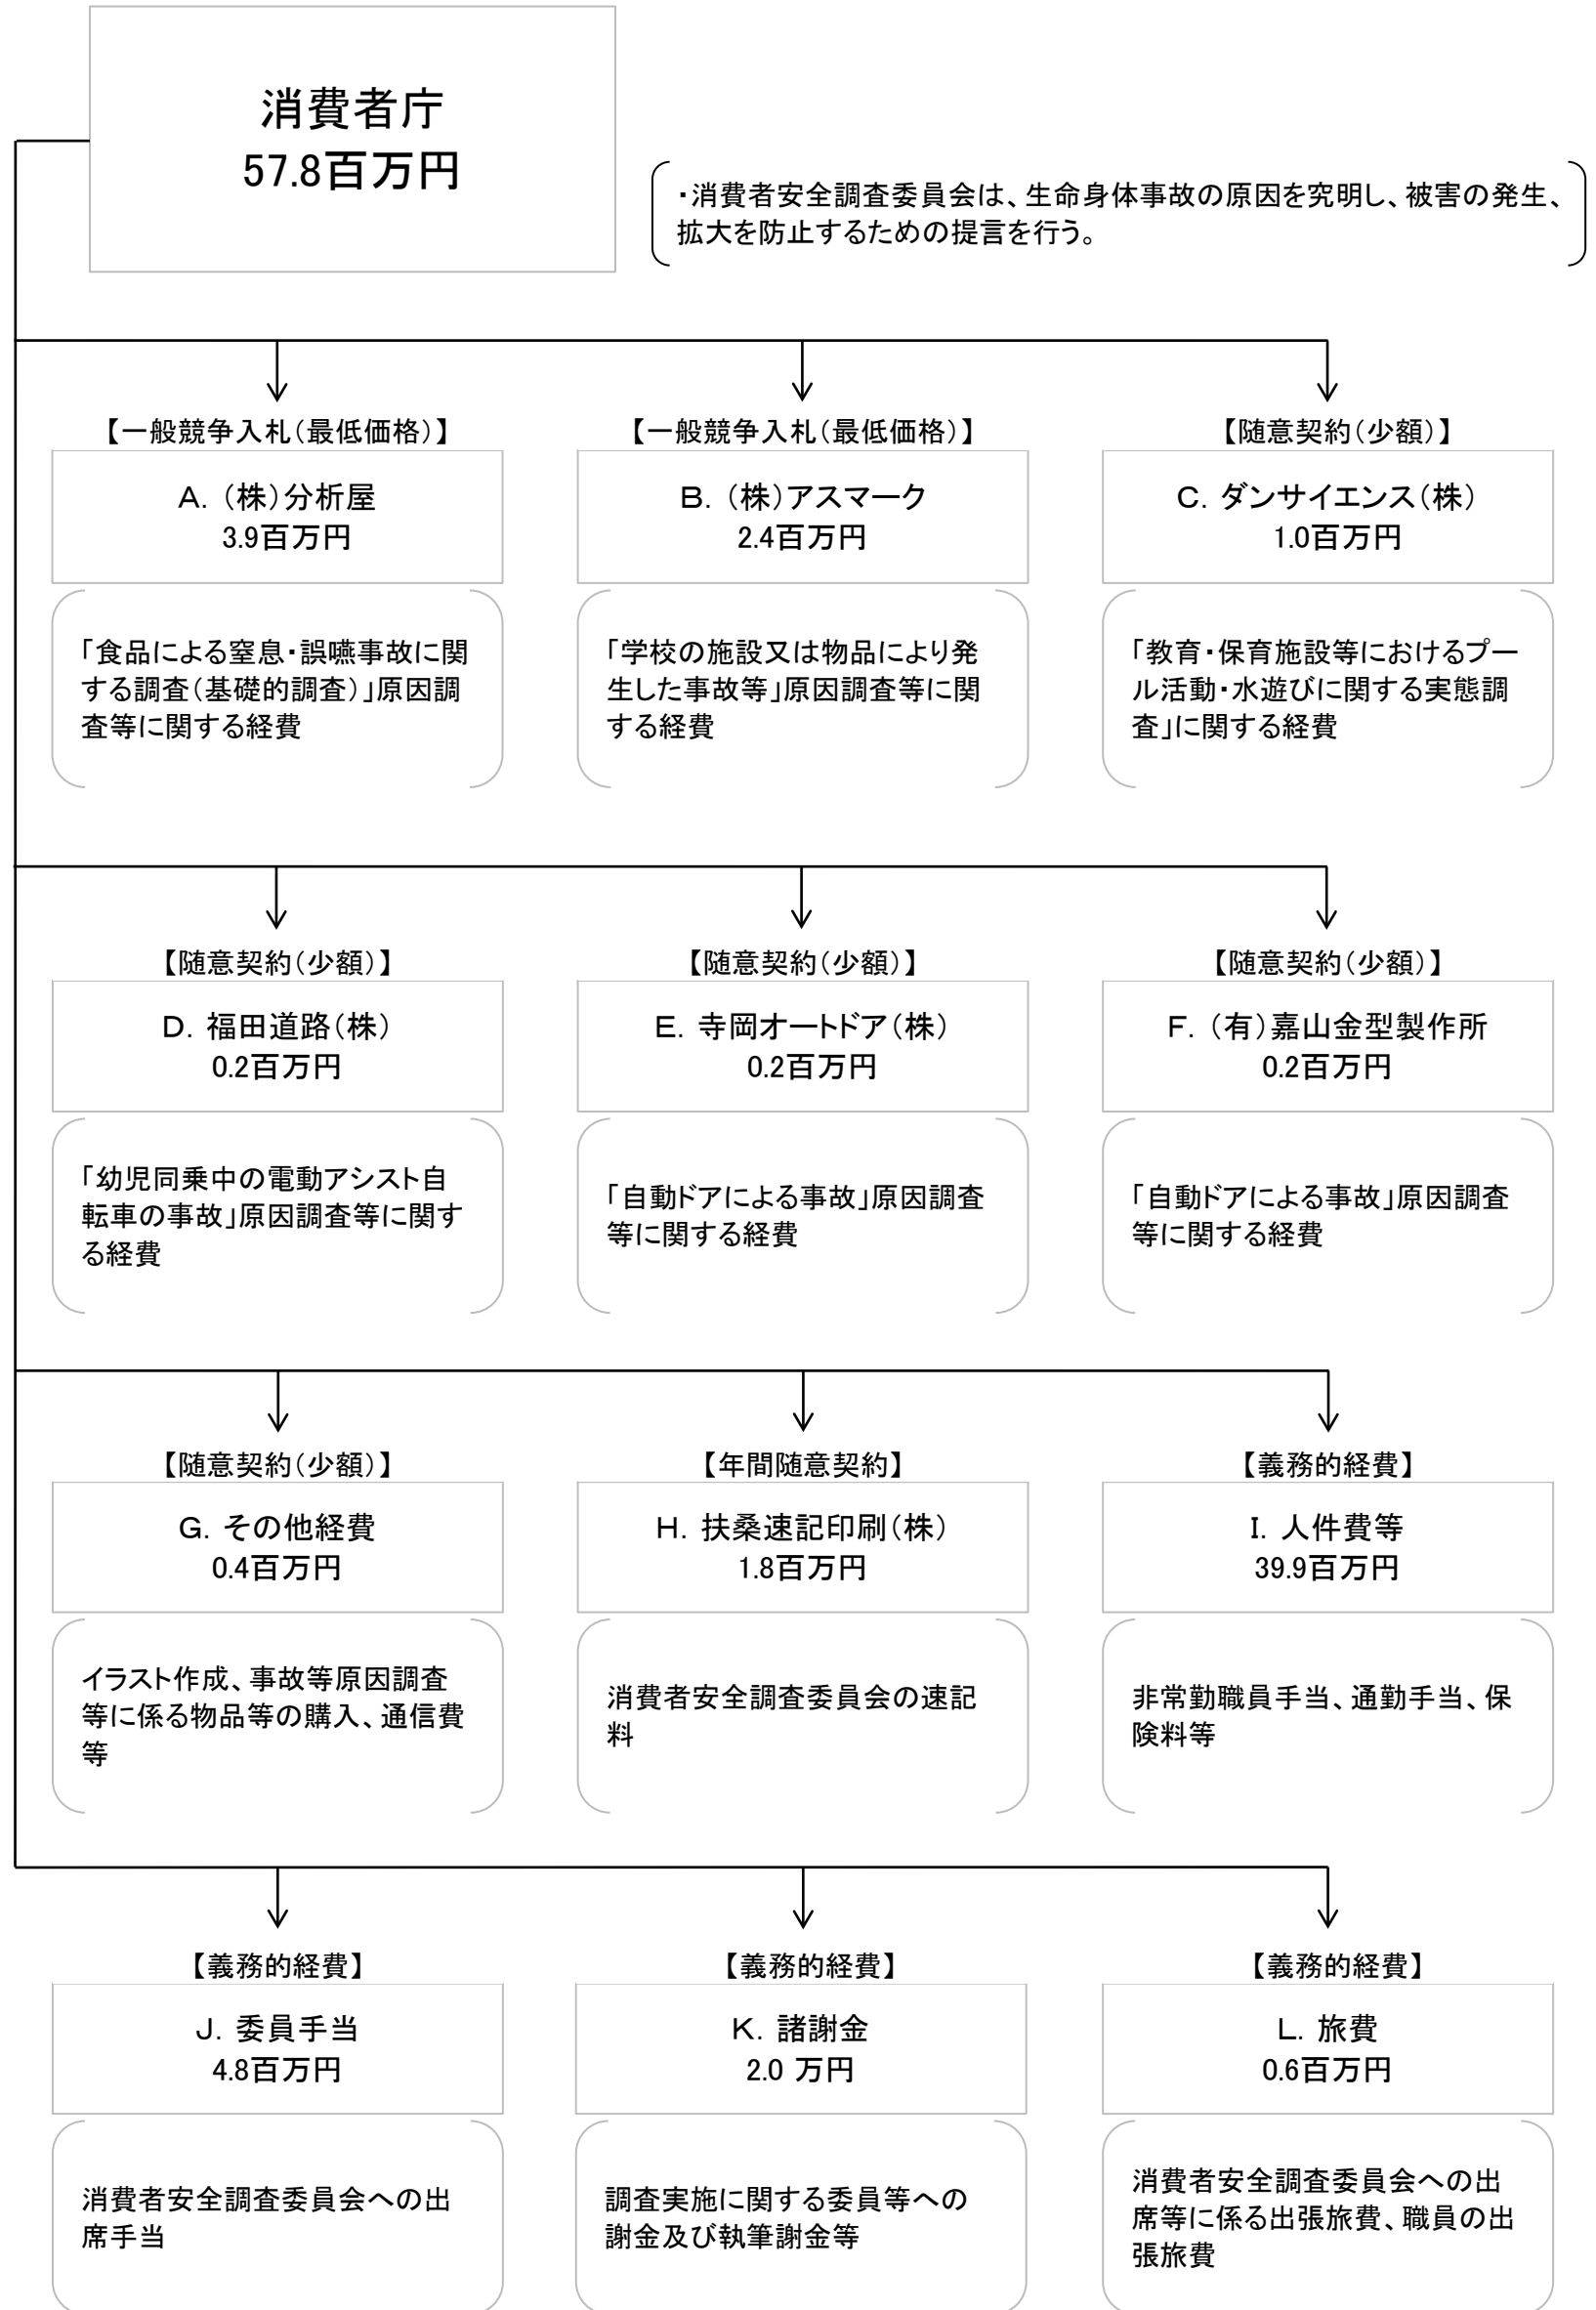 消費者庁
57.8百万円
・消費者安全調査委員会は、生命身体事故の原因を究明し、被害の発生、
拡大を防止するための提言を行う。
【一般競争入札（最低価格）】
【一般競争入札（最低価格）】
【随意契約（少額）】
A. （株）分析屋
3.9百万円
B. （株）アスマーク
2.4百万円
C. ダンサイエンス（株）
1.0百万円
「食品による窒息・誤嚥事故に関
する調査（基礎的調査）」原因調
査等に関する経費
「学校の施設又は物品により発
生した事故等」原因調査等に関
する経費
「教育・保育施設等におけるプー
ル活動・水遊びに関する実態調
査」に関する経費
【随意契約（少額）】
【随意契約（少額）】
【随意契約（少額）】
D. 福田道路（株）
0.2百万円
E. 寺岡オートドア（株）
0.2百万円
F. （有）嘉山金型製作所
0.2百万円
「幼児同乗中の電動アシスト自
転車の事故」原因調査等に関す
る経費
「自動ドアによる事故」原因調査
等に関する経費
「自動ドアによる事故」原因調査
等に関する経費
【随意契約（少額）】
【年間随意契約】
【義務的経費】
G. その他経費
0.4百万円
H. 扶桑速記印刷（株）
1.8百万円
I. 人件費等
39.9百万円
イラスト作成、事故等原因調査
等に係る物品等の購入、通信費
等
消費者安全調査委員会の速記
料
非常勤職員手当、通勤手当、保
険料等
【義務的経費】
【義務的経費】
【義務的経費】
J. 委員手当
4.8百万円
K. 諸謝金
2.0 万円
L. 旅費
0.6百万円
消費者安全調査委員会への出
席手当
調査実施に関する委員等への
謝金及び執筆謝金等
消費者安全調査委員会への出
席等に係る出張旅費、職員の出
張旅費